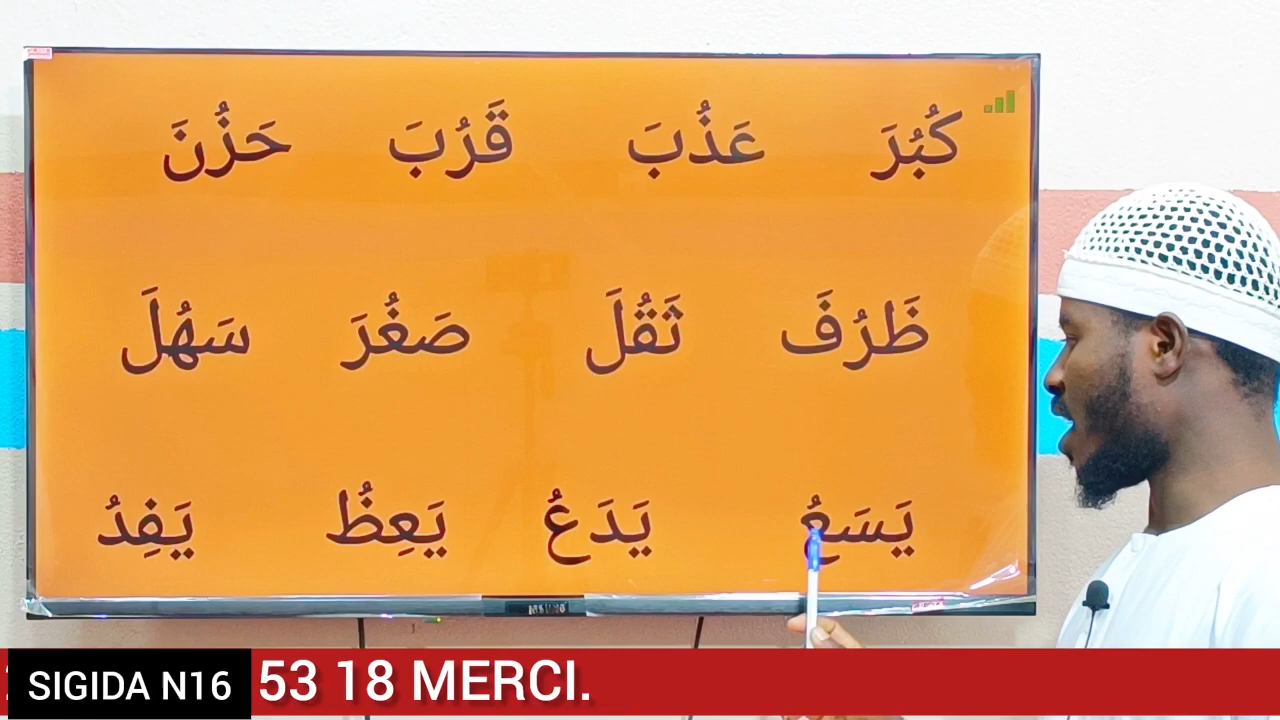 كَبُرَ عَذُبَ قَرُبَ حَزُنَ
ظَرُفَ ثَقُلَ صَغُرَ سَهُلَ
يَسَعُ يَدَعُ يَعِظُ يَفِدُ
SIGIDA N16 53 18 MERCI.